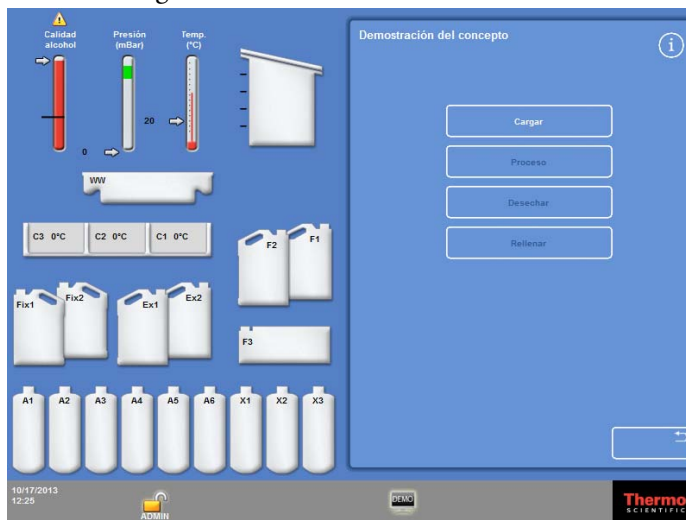 Calidad alcohol
Presión (mBar)
Temp. (°C)
20
0
WW
C3 0°C
C2 0°C
C1 0°C
F2
F1
Fix1
Fix2
Ex1
Ex2
F3
A1
A2
A3
A4
A5
A6
X1
X2
X3
Demostración del concepto
i
Cargar
Proceso
Desechar
Rellenar
10/17/2013
12:25
ADMIN
DEMO
Thermo
SCIENTIFIC